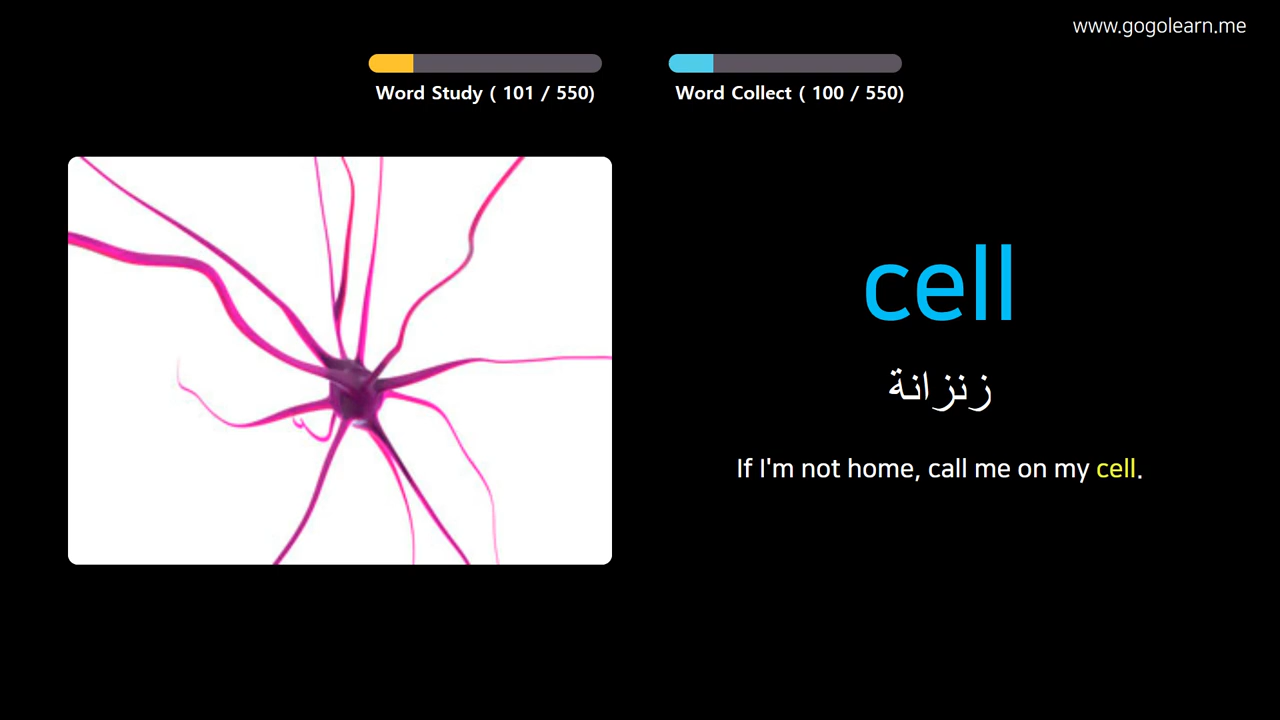 www.gogolearn.me
Word Study ( 101 / 550)
Word Collect ( 100 / 550)
cell
زنزانة
If I'm not home, call me on my cell.